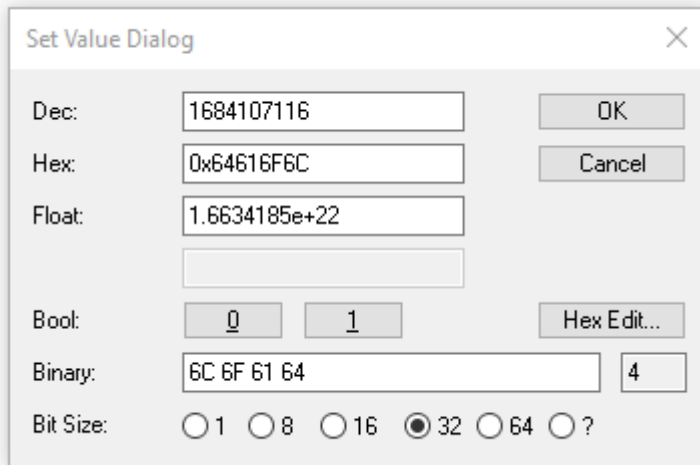 Set Value Dialog
Dec: 1684107116 OK
Hex: 0x64616F6C Cancel
Float: 1.6634185e+22
Bool: 0 1 Hex Edit...
Binary: 6C 6F 61 64 4
Bit Size: 1 8 16 32 64 ?